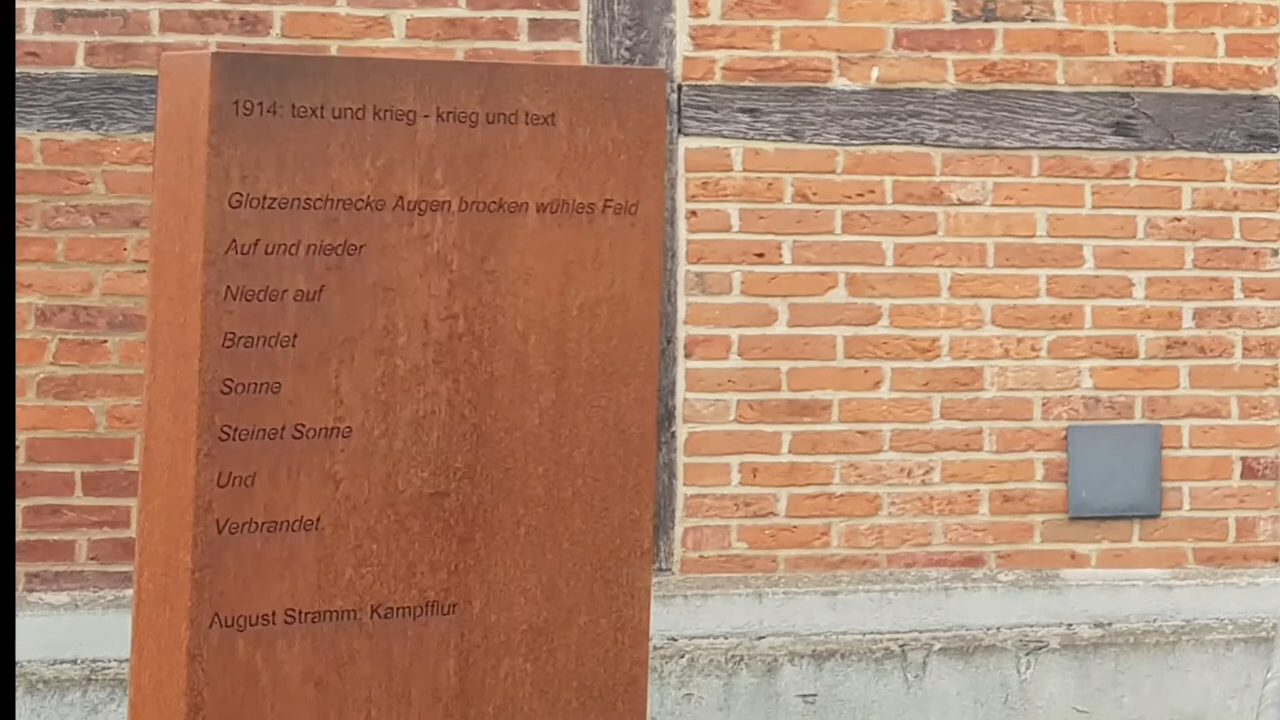 1914: text und krieg - krieg und text
Glotzenschrecke Augen brocken wühles Feld
Auf und nieder
Nieder auf
Brandet
Sonne
Steinet Sonne
Und
Verbrandet.
August Stramm: Kampfflur